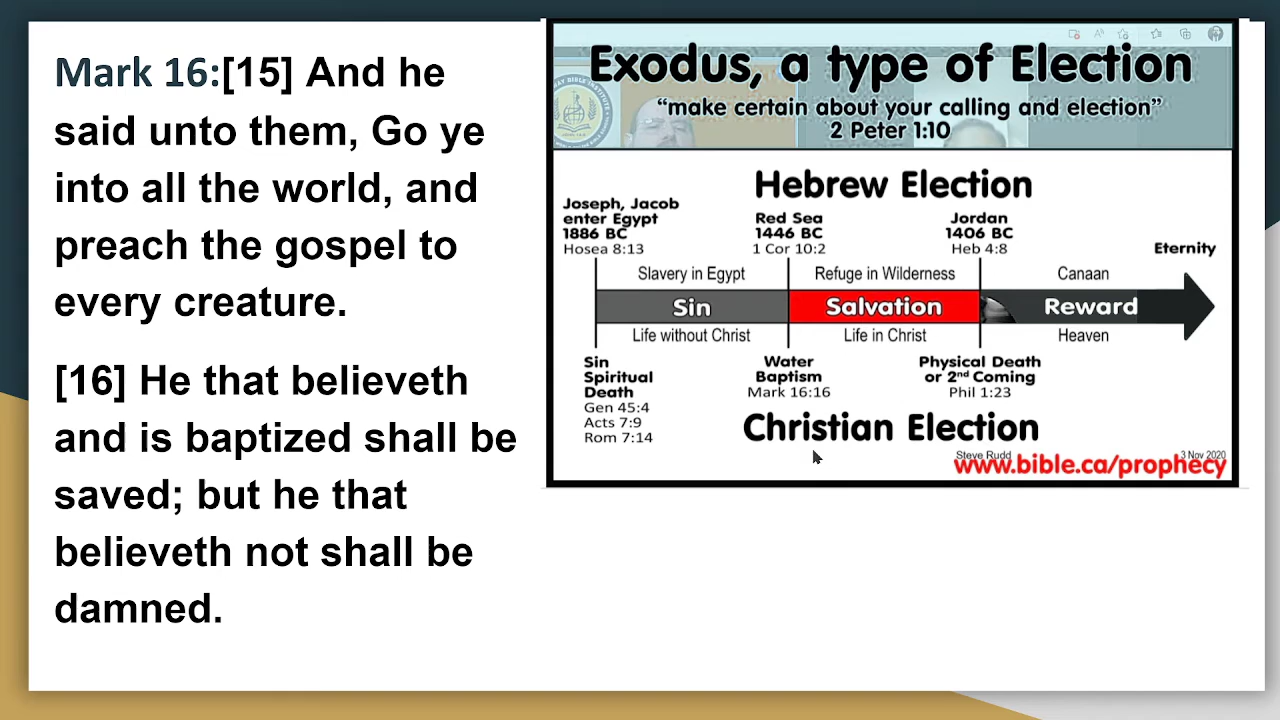 Mark 16:[15] And he
said unto them, Go ye
into all the world, and
preach the gospel to
every creature.
[16] He that believeth
and is baptized shall be
saved; but he that
believeth not shall be
damned.
Exodus, a type of Election
“make certain about your calling and election”
2 Peter 1:10
Hebrew Election
Joseph, Jacob
enter Egypt
1886 BC
Hosea 8:13
Red Sea
1446 BC
1 Cor 10:2
Jordan
1406 BC
Heb 4:8
Eternity
Slavery in Egypt
Refuge in Wilderness
Canaan
Sin
Salvation
Reward
Life without Christ
Life in Christ
Heaven
Sin
Spiritual
Death
Gen 45:4
Acts 7:9
Rom 7:14
Water
Baptism
Mark 16:16
Physical Death
or 2nd Coming
Phil 1:23
Christian Election
Steve Rudd
3 Nov 2020
www.bible.ca/prophecy